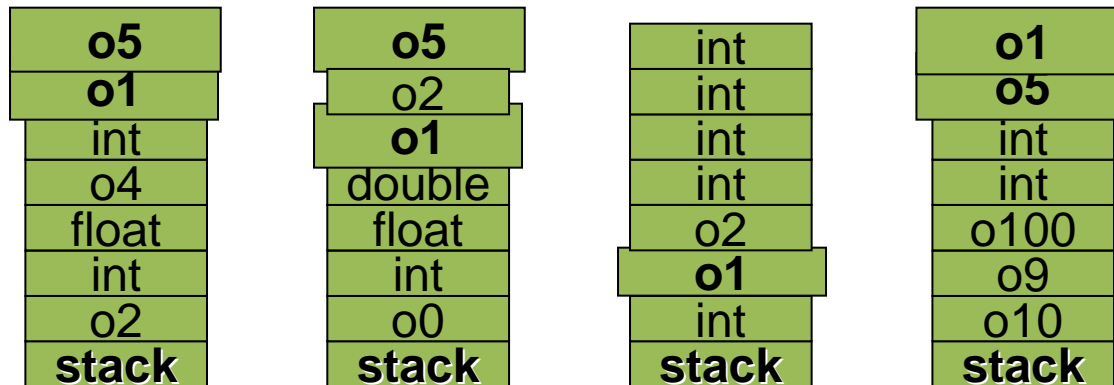 o5
o1
int
o4
float
int
o2
stack
o5
o2
o1
double
float
int
o0
stack
int
int
int
int
o2
o1
int
stack
o1
o5
int
int
o100
o9
o10
stack